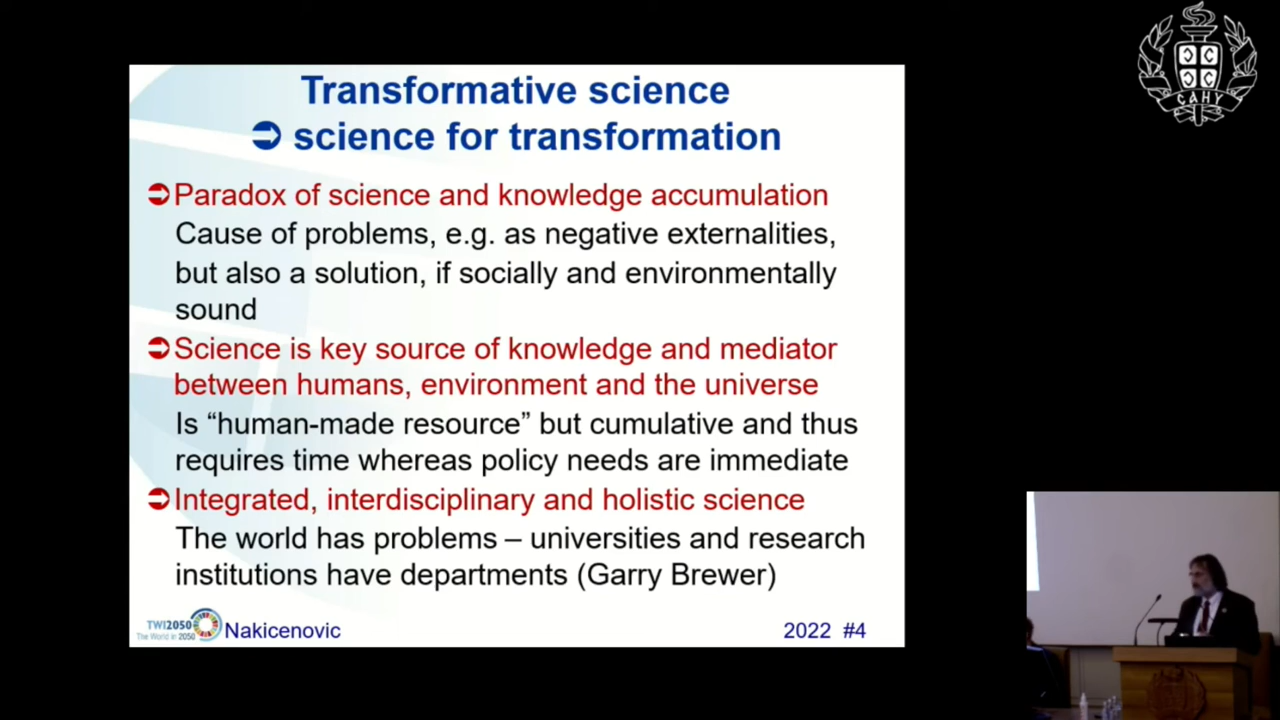 САНУ
Transformative science
➲ science for transformation
➲Paradox of science and knowledge accumulation
Cause of problems, e.g. as negative externalities,
but also a solution, if socially and environmentally
sound
➲Science is key source of knowledge and mediator
between humans, environment and the universe
Is “human-made resource” but cumulative and thus
requires time whereas policy needs are immediate
➲Integrated, interdisciplinary and holistic science
The world has problems – universities and research
institutions have departments (Garry Brewer)
TWI2050
The World in 2050
Nakicenovic
2022 #4